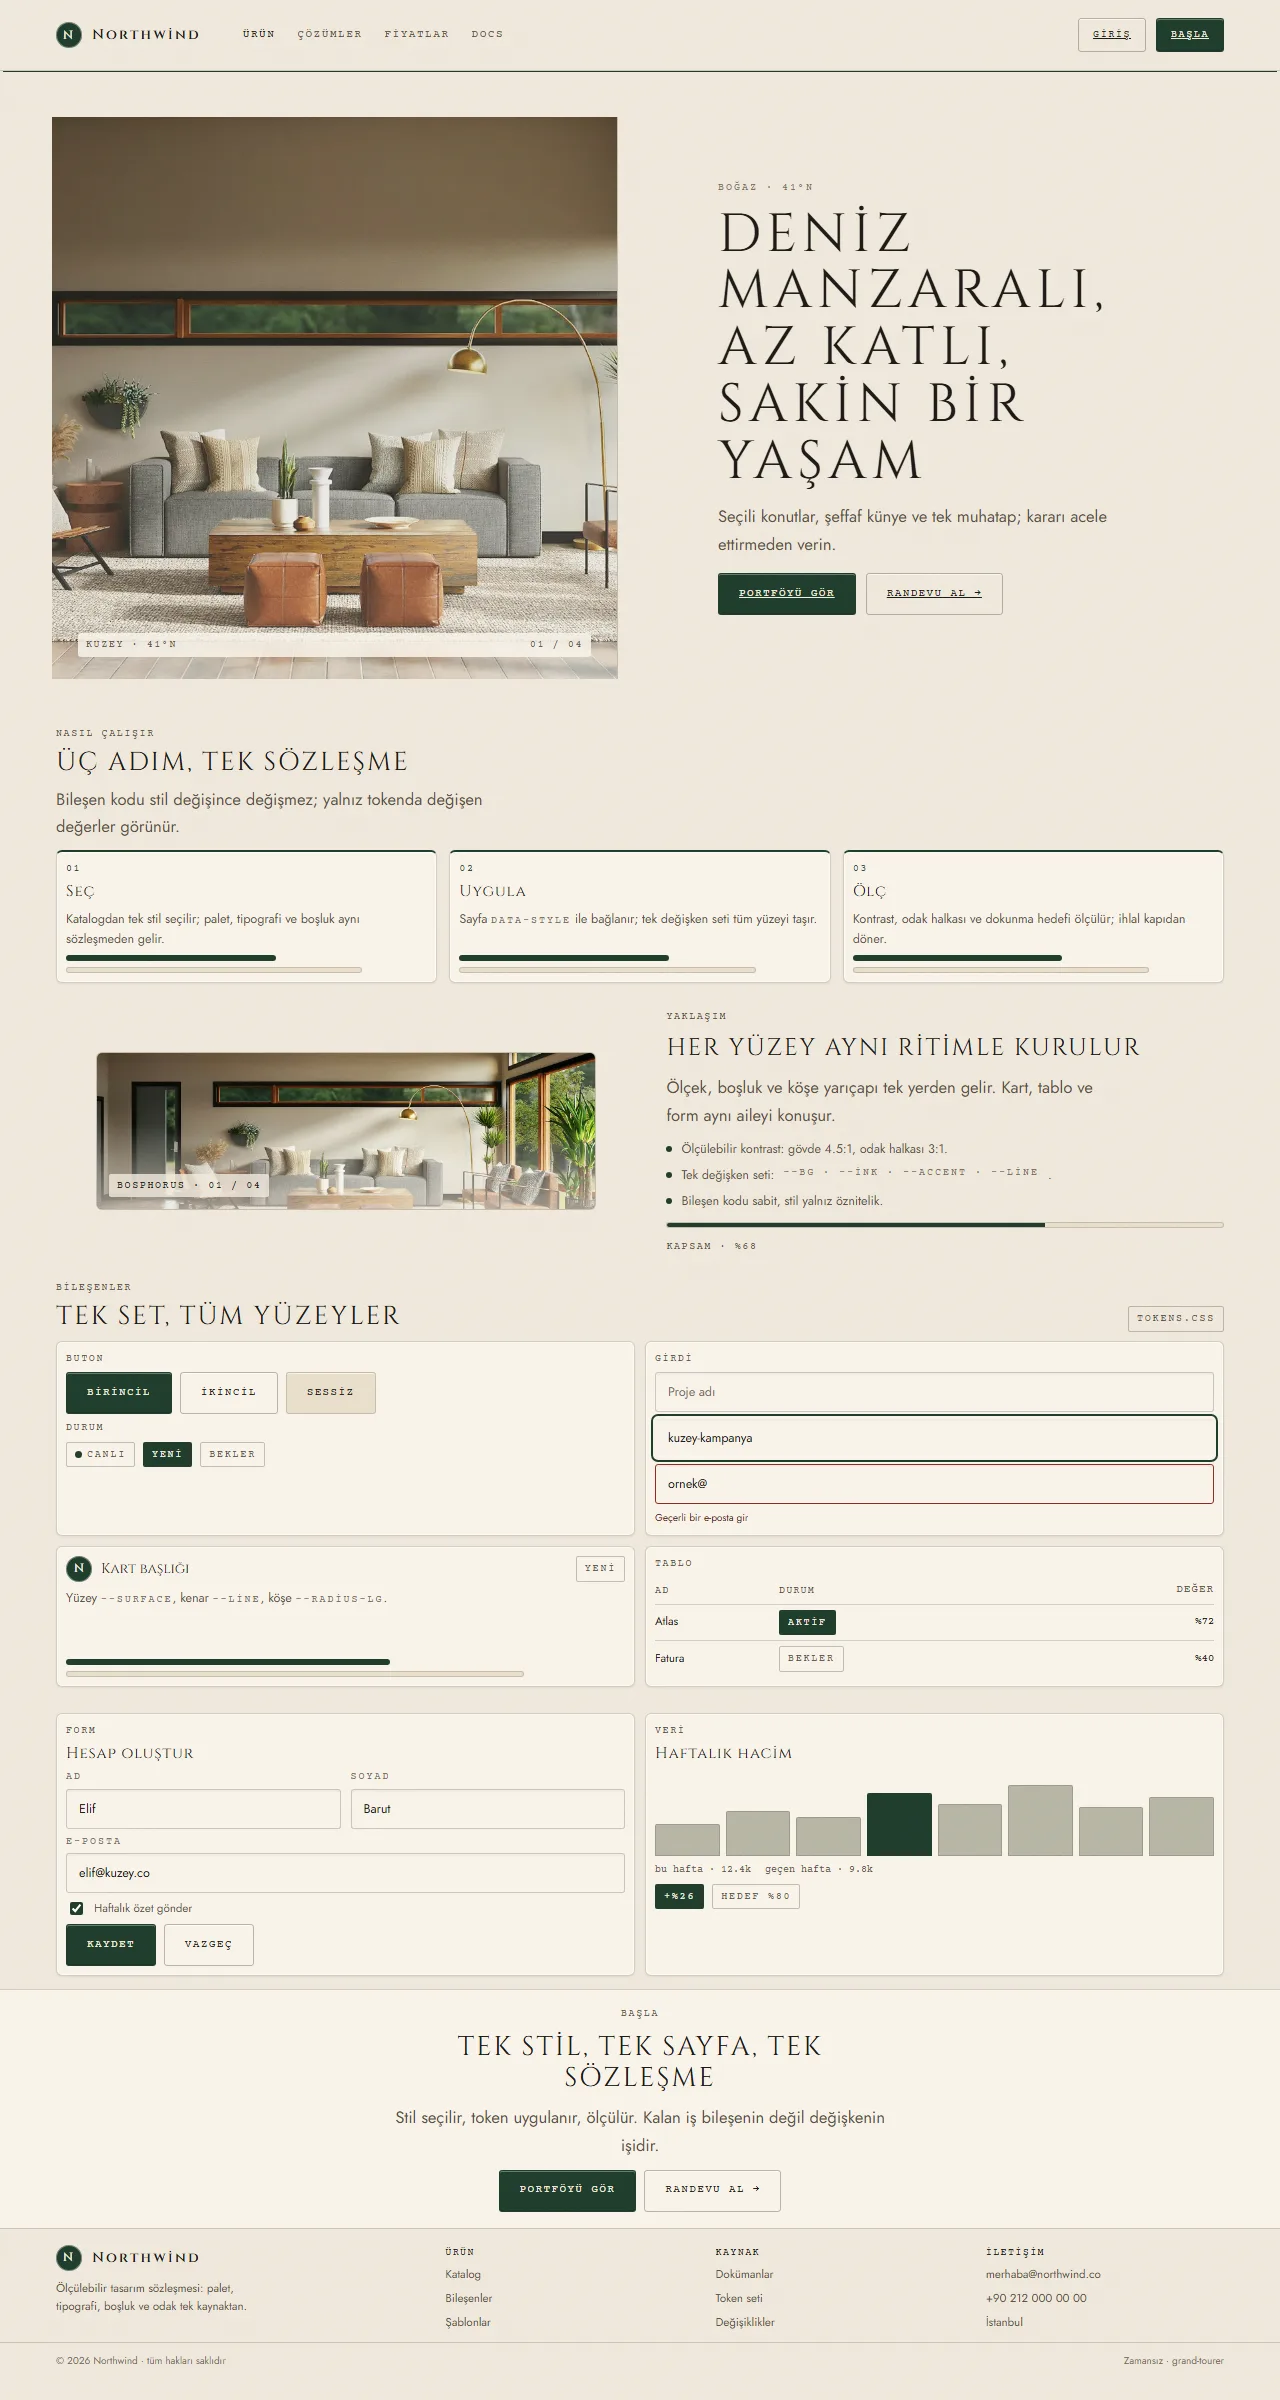 N NORTHWİND ÜRÜN ÇÖZÜMLER FİYATLAR DOCS GİRİŞ BAŞLA
BOĞAZ · 41°N
DENİZ
MANZARALI,
AZ KATLI,
SAKİN BİR
YAŞAM
Seçili konutlar, şeffaf künye ve tek muhatap; kararı acele
ettirmeden verin.
PORTFÖYÜ GÖR RANDEVU AL →
KUZEY · 41°N 01 / 04
NASIL ÇALIŞIR
ÜÇ ADIM, TEK SÖZLEŞME
Bileşen kodu stil değişince değişmez; yalnız tokenda değişen
değerler görünür.
01
SEÇ
Katalogdan tek stil seçilir; palet, tipografi ve boşluk aynı
sözleşmeden gelir.
02
UYGULA
Sayfa DATA-STYLE ile bağlanır; tek değişken seti tüm yüzeyi taşır.
03
ÖLÇ
Kontrast, odak halkası ve dokunma hedefi ölçülür; ihlal kapıdan
döner.
BOSPHORUS · 01 / 04
YAKLAŞIM
HER YÜZEY AYNI RİTİMLE KURULUR
Ölçek, boşluk ve köşe yarıçapı tek yerden gelir. Kart, tablo ve
form aynı aileyi konuşur.
Ölçülebilir kontrast: gövde 4.5:1, odak halkası 3:1.
Tek değişken seti: --BG · --İNK · --ACCENT · --LİNE .
Bileşen kodu sabit, stil yalnız öznitelik.
KAPSAM · %68
BİLEŞENLER
TEK SET, TÜM YÜZEYLER
TOKENS.CSS
BUTON
BİRİNCİL İKİNCİL SESSİZ
DURUM
CANLI YENİ BEKLER
GİRDİ
Proje adı
kuzey-kampanya
ornek@
Geçerli bir e-posta gir
N KART BAŞLIĞI YENİ
Yüzey --SURFACE, kenar --LİNE, köşe --RADİUS-LG.
TABLO
AD DURUM DEĞER
Atlas AKTİF %72
Fatura BEKLER %40
FORM
HESAP OLUŞTUR
AD SOYAD
Elif Barut
E-POSTA
elif@kuzey.co
Haftalık özet gönder
KAYDET VAZGEÇ
VERİ
HAFTALIK HACİM
bu hafta · 12.4k geçen hafta · 9.8k
+%26 HEDEF %80
BAŞLA
TEK STİL, TEK SAYFA, TEK
SÖZLEŞME
Stil seçilir, token uygulanır, ölçülür. Kalan iş bileşenin değil değişkenin
işidir.
PORTFÖYÜ GÖR RANDEVU AL →
N NORTHWİND
Ölçülebilir tasarım sözleşmesi: palet,
tipografi, boşluk ve odak tek kaynaktan.
ÜRÜN
Katalog
Bileşenler
Şablonlar
KAYNAK
Dokümanlar
Token seti
Değişiklikler
İLETİŞİM
merhaba@northwind.co
+90 212 000 00 00
İstanbul
© 2026 Northwind · tüm hakları saklıdır Zamansız · grand-tourer